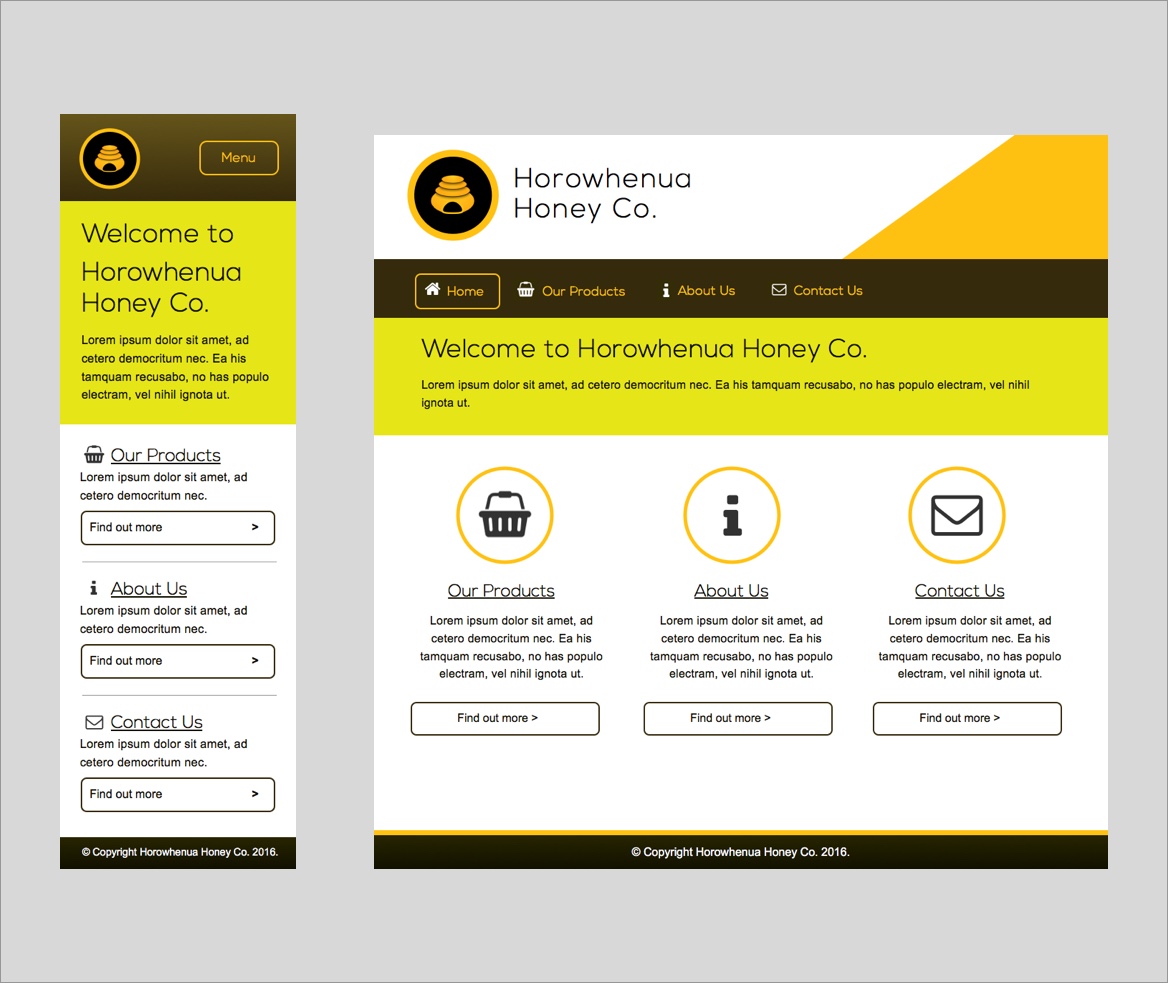 Menu
Welcome to
Horowhenua
Honey Co.
Lorem ipsum dolor sit amet, ad
cetero democritum nec. Ea his
tamquam recusabo, no has populo
electram, vel nihil ignota ut.
Our Products
Lorem ipsum dolor sit amet, ad
cetero democritum nec.
Find out more >
About Us
Lorem ipsum dolor sit amet, ad
cetero democritum nec.
Find out more >
Contact Us
Lorem ipsum dolor sit amet, ad
cetero democritum nec.
Find out more >
© Copyright Horowhenua Honey Co. 2016.
Horowhenua
Honey Co.
Home Our Products About Us Contact Us
Welcome to Horowhenua Honey Co.
Lorem ipsum dolor sit amet, ad cetero democritum nec. Ea his tamquam recusabo, no has populo electram, vel nihil
ignota ut.
Our Products
Lorem ipsum dolor sit amet, ad
cetero democritum nec. Ea his
tamquam recusabo, no has populo
electram, vel nihil ignota ut.
Find out more >
About Us
Lorem ipsum dolor sit amet, ad
cetero democritum nec. Ea his
tamquam recusabo, no has populo
electram, vel nihil ignota ut.
Find out more >
Contact Us
Lorem ipsum dolor sit amet, ad
cetero democritum nec. Ea his
tamquam recusabo, no has populo
electram, vel nihil ignota ut.
Find out more >
© Copyright Horowhenua Honey Co. 2016.